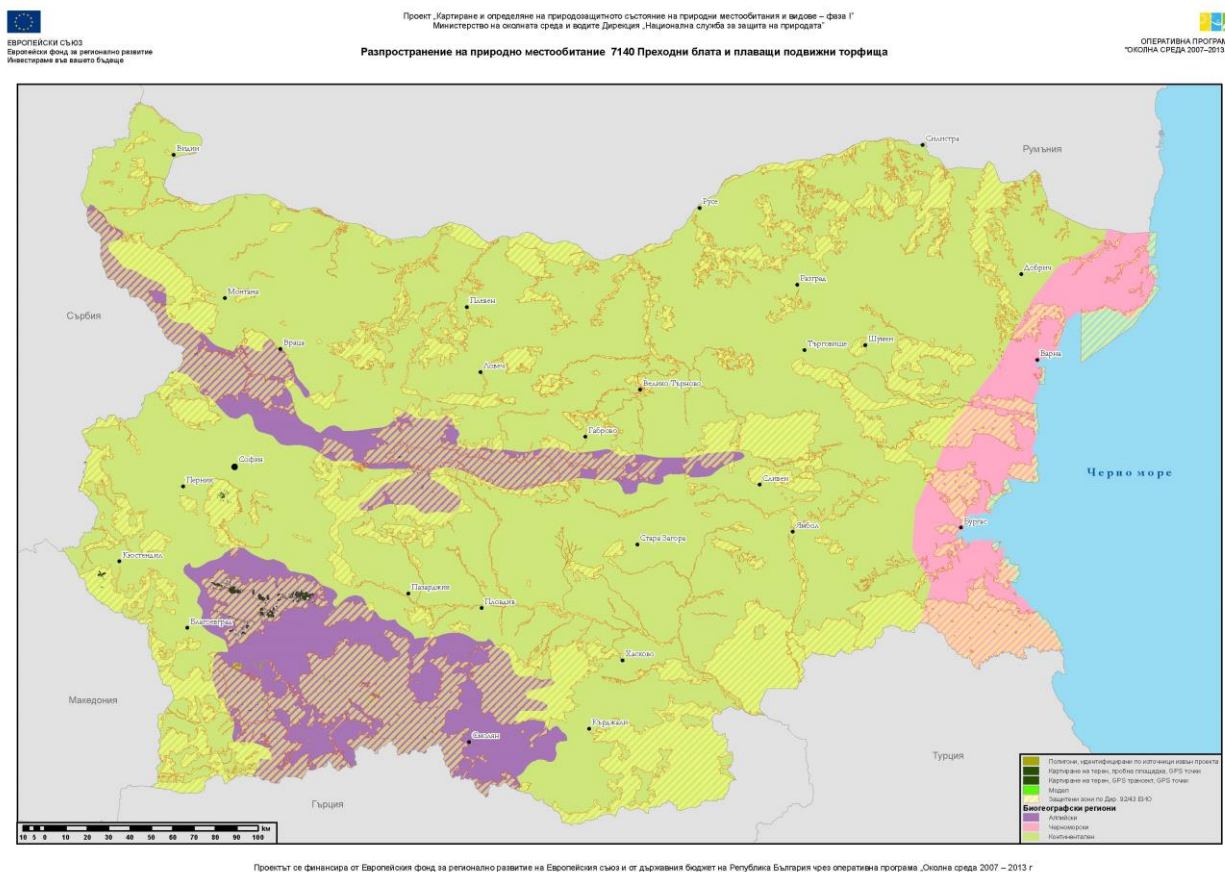 Проект „Картиране и определяне на природозащитното състояние на природни местообитания и видове – фаза I“
Министерство на околната среда и водите Дирекция „Национална служба за защита на природата“
Разпространение на природно местообитание 7140 Преходни блата и плаващи подвижни торфища
ЕВРОПЕЙСКИ СЪЮЗ
Европейски фонд за регионално развитие
Инвестираме във вашето бъдеще
ОПЕРАТИВНА ПРОГРАМ
"ОКОЛНА СРЕДА 2007–2013
Видин
Силистра
Румъния
Русе
Добрич
Монтана
Плевен
Разград
Сърбия
Враца
Търговище
Шумен
Варна
Ловеч
Велико Търново
Габрово
София
Черно море
Перник
Сливен
Бургас
Ямбол
Стара Загора
Кюстендил
Пазарджик
Пловдив
Благоевград
Хасково
Македония
Кърджали
Смолян
Турция
Гърция
Полигони, идентифицирани по източници извън проекта
Картиране на терен, пробна площадка, GPS точки
Картиране на терен, GPS трансект, GPS точки
Модел
Защитени зони по Дир. 92/43 ЕИО
Биогеографски региони
Алпийски
Черноморски
Континентален
км
10 5 0 10 20 30 40 50 60 70 80 90 100
Проектът се финансира от Европейския фонд за регионално развитие на Европейския съюз и от държавния бюджет на Република България чрез оперативна програма „Околна среда 2007 – 2013 г